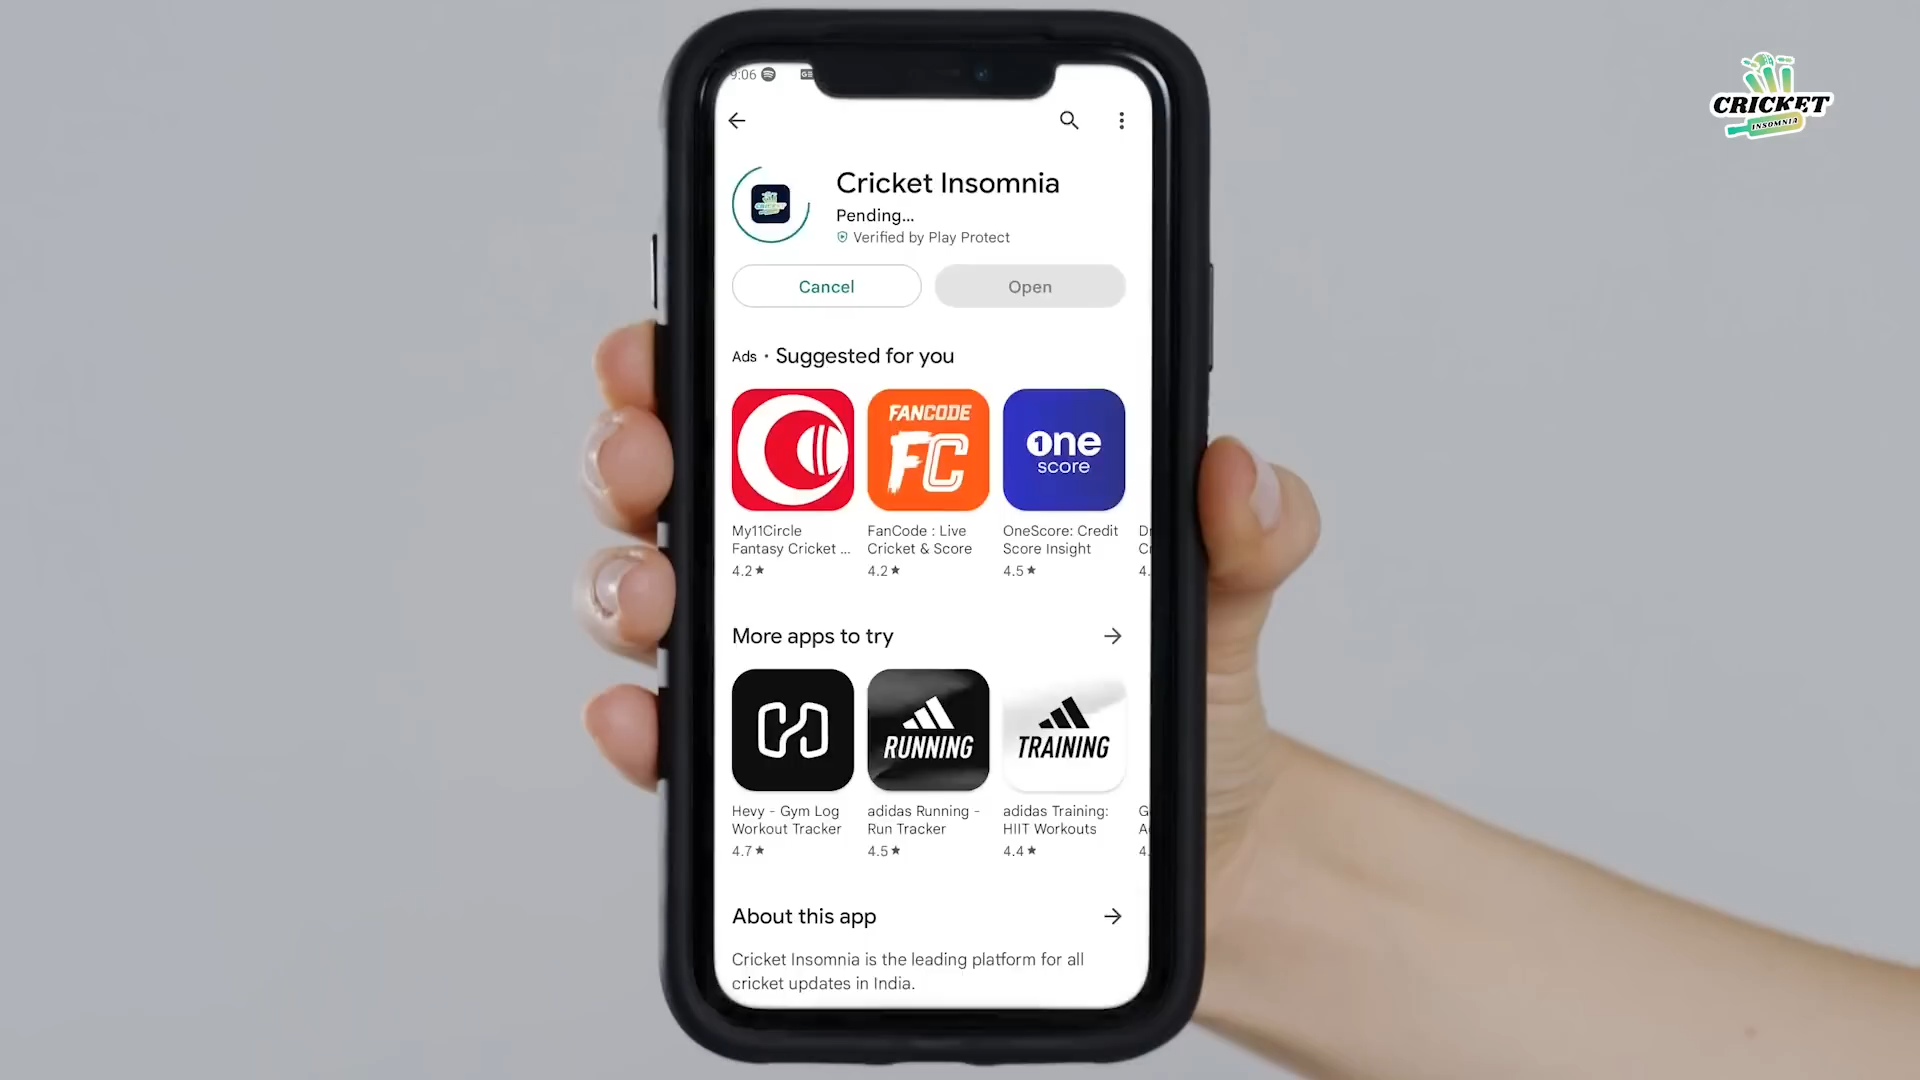 9:06
CRICKET
INSOMNIA
Cricket Insomnia
Pending...
Verified by Play Protect
Cancel
Open
Ads • Suggested for you
FANCODE
FC
one
score
My11Circle
Fantasy Cricket ...
4.2★
FanCode : Live
Cricket & Score
4.2★
OneScore: Credit
Score Insight
4.5★
4.
More apps to try
RUNNING
TRAINING
Hevy - Gym Log
Workout Tracker
4.7★
adidas Running -
Run Tracker
4.5★
adidas Training:
HIIT Workouts
4.4★
4.
About this app
Cricket Insomnia is the leading platform for all
cricket updates in India.